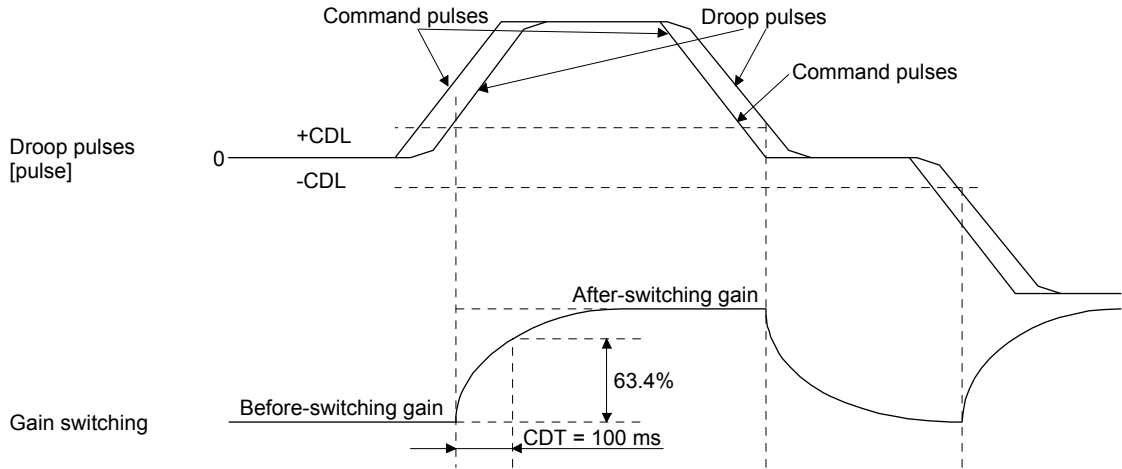 Command pulses
Droop pulses
Command pulses
+CDL
Droop pulses
[pulse]
0
-CDL
After-switching gain
63.4%
Before-switching gain
Gain switching
CDT = 100 ms